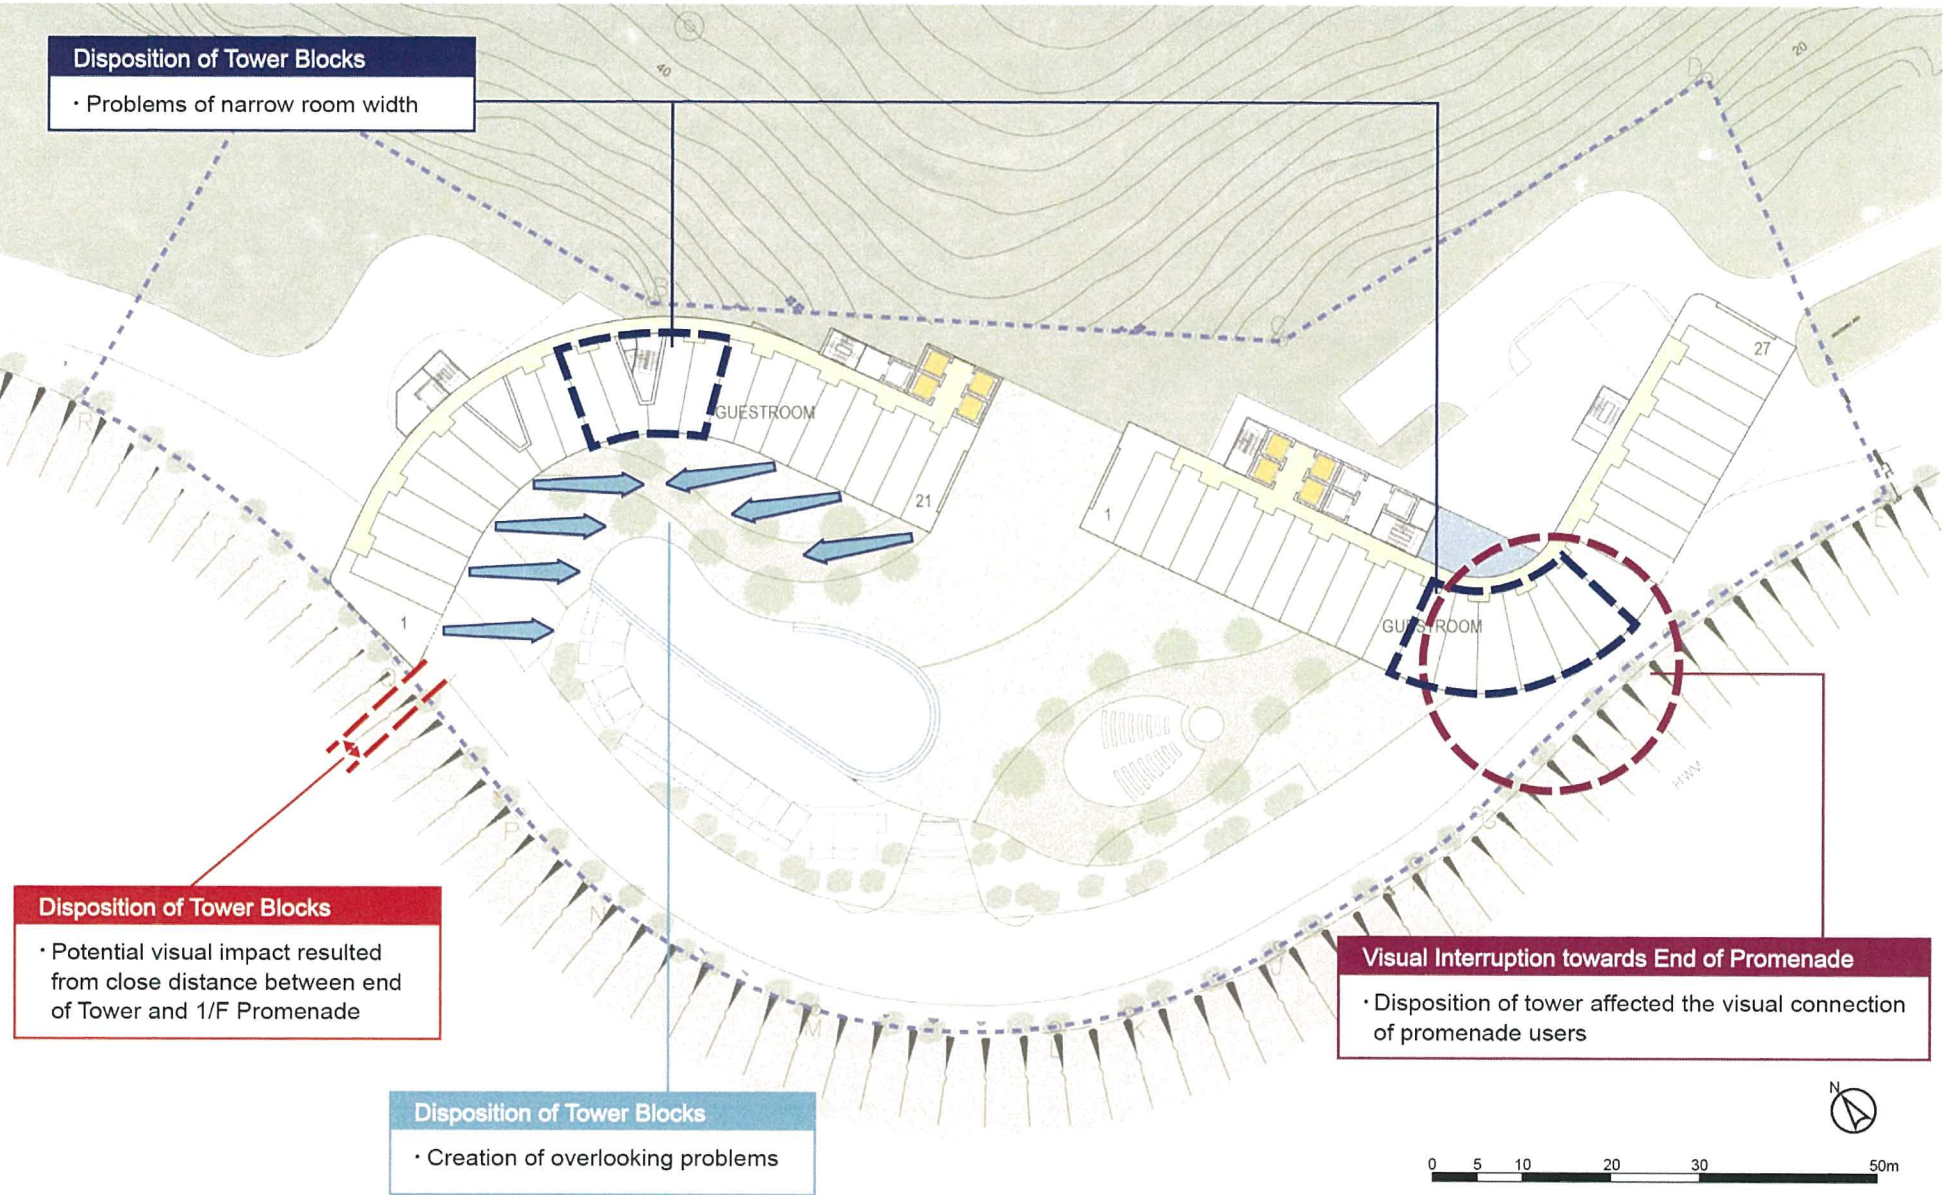 Disposition of Tower Blocks
· Problems of narrow room width
40
20
D
B
C
R
27
GUESTROOM
21
1
1
GUESTROOM
E
Q
HWM
G
P
N
M
L
K
J
Disposition of Tower Blocks
· Potential visual impact resulted
from close distance between end
of Tower and 1/F Promenade
Visual Interruption towards End of Promenade
· Disposition of tower affected the visual connection
of promenade users
Disposition of Tower Blocks
· Creation of overlooking problems
N
0 5 10 20 30 50m